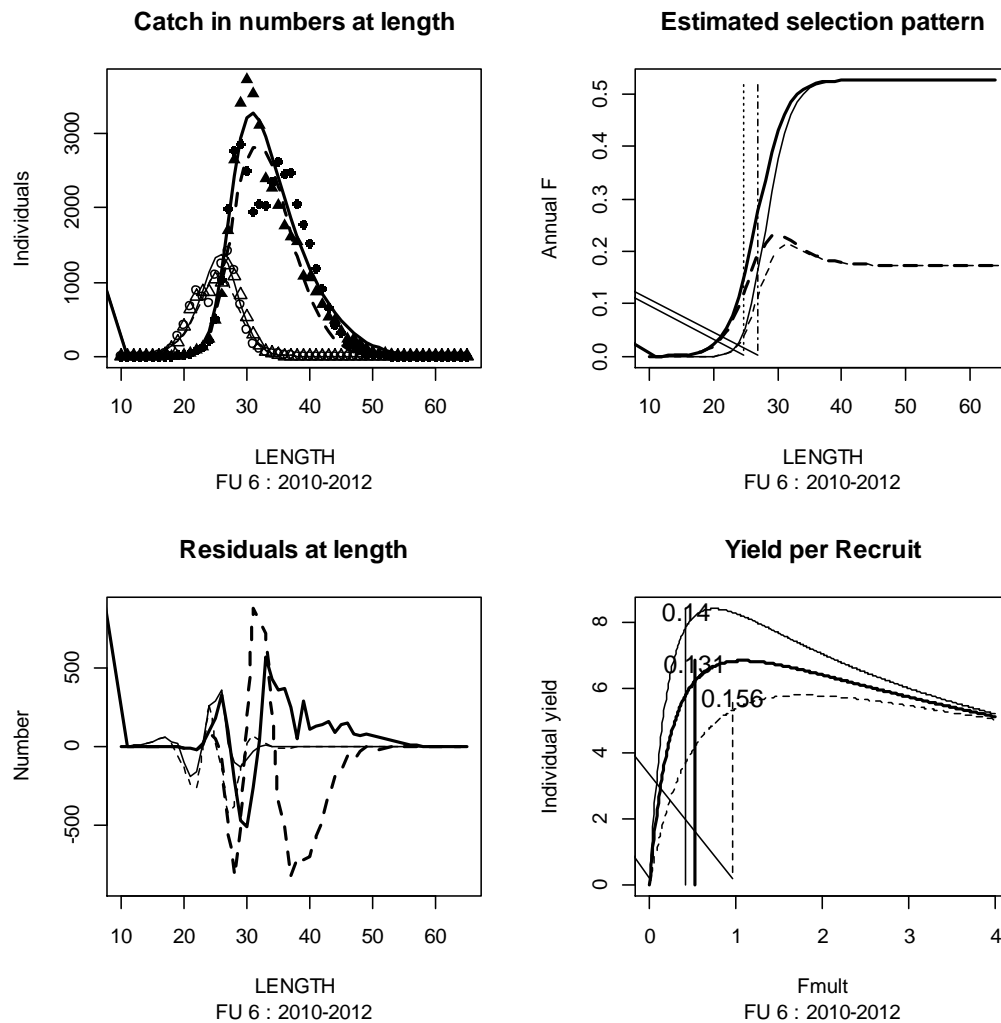 Catch in numbers at length
Individuals
0 1000 2000 3000
10 20 30 40 50 60
LENGTH
FU 6 : 2010-2012
Estimated selection pattern
Annual F
0.0 0.1 0.2 0.3 0.4 0.5
10 20 30 40 50 60
LENGTH
FU 6 : 2010-2012
Residuals at length
Number
-500 0 500
10 20 30 40 50 60
LENGTH
FU 6 : 2010-2012
Yield per Recruit
Individual yield
0 2 4 6 8
0.14
0.131
0.156
0 1 2 3 4
Fmult
FU 6 : 2010-2012